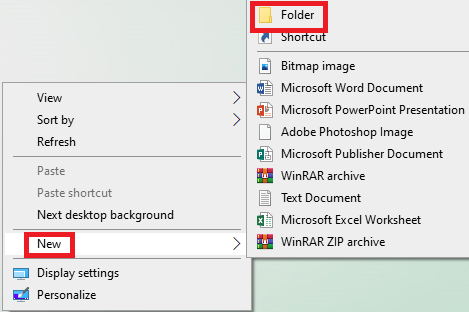 View
Sort by
Refresh
Paste
Paste shortcut
Next desktop background
New
Display settings
Personalize
Folder
Shortcut
Bitmap image
Microsoft Word Document
Microsoft PowerPoint Presentation
Adobe Photoshop Image
Microsoft Publisher Document
WinRAR archive
Text Document
Microsoft Excel Worksheet
WinRAR ZIP archive